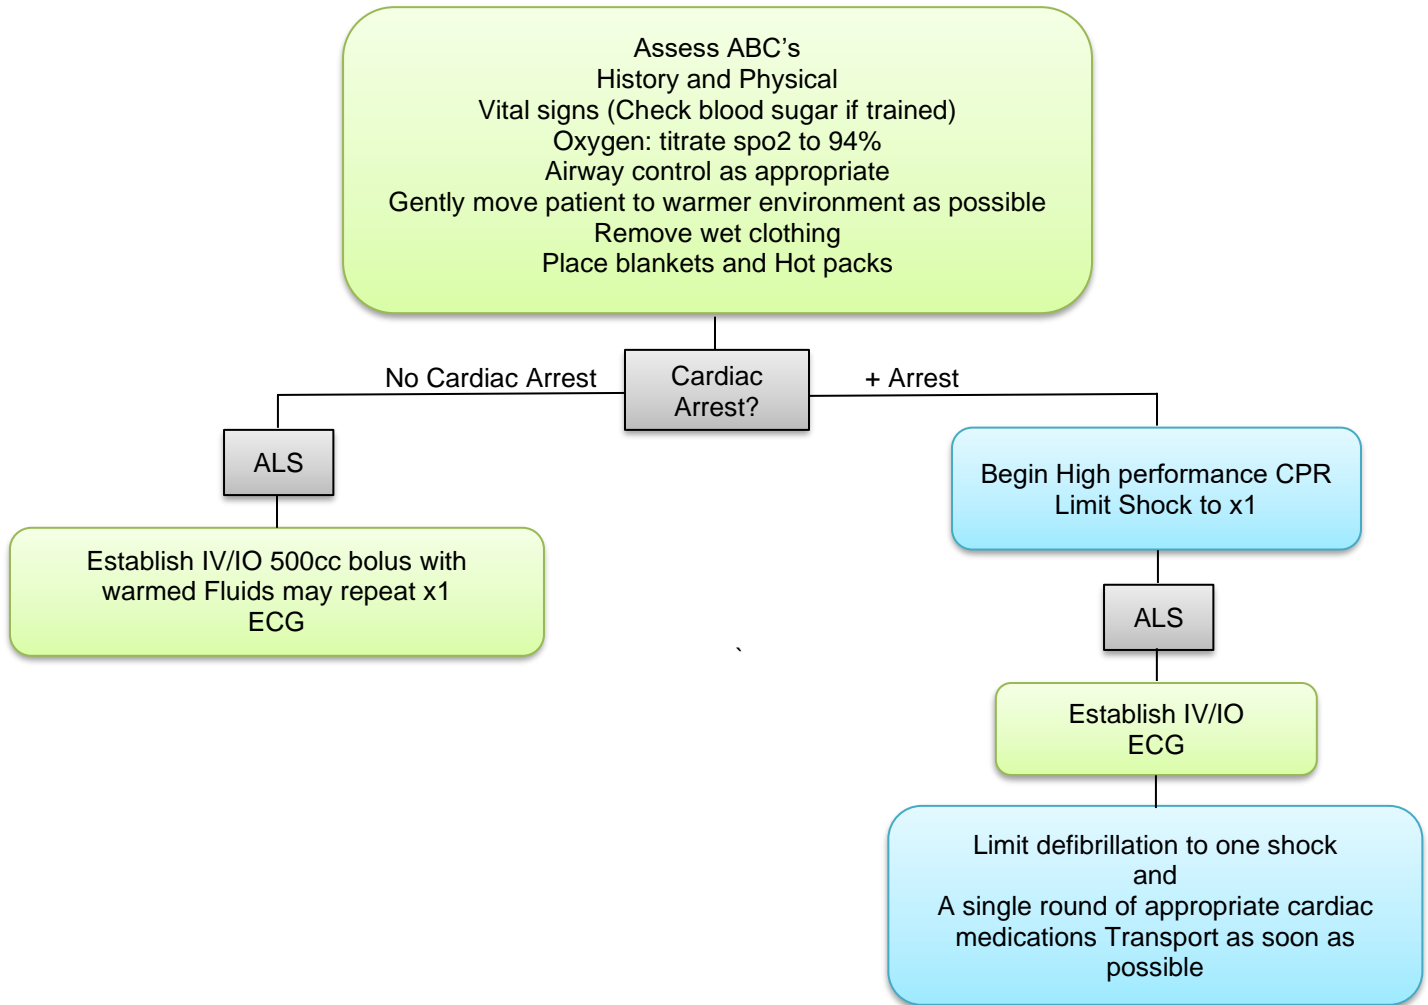 Assess ABC’s
History and Physical
Vital signs (Check blood sugar if trained)
Oxygen: titrate spo2 to 94%
Airway control as appropriate
Gently move patient to warmer environment as possible
Remove wet clothing
Place blankets and Hot packs
No Cardiac Arrest
Cardiac
Arrest?
+ Arrest
ALS
Establish IV/IO 500cc bolus with
warmed Fluids may repeat x1
ECG
Begin High performance CPR
Limit Shock to x1
ALS
`
Establish IV/IO
ECG
Limit defibrillation to one shock
and
A single round of appropriate cardiac
medications Transport as soon as
possible